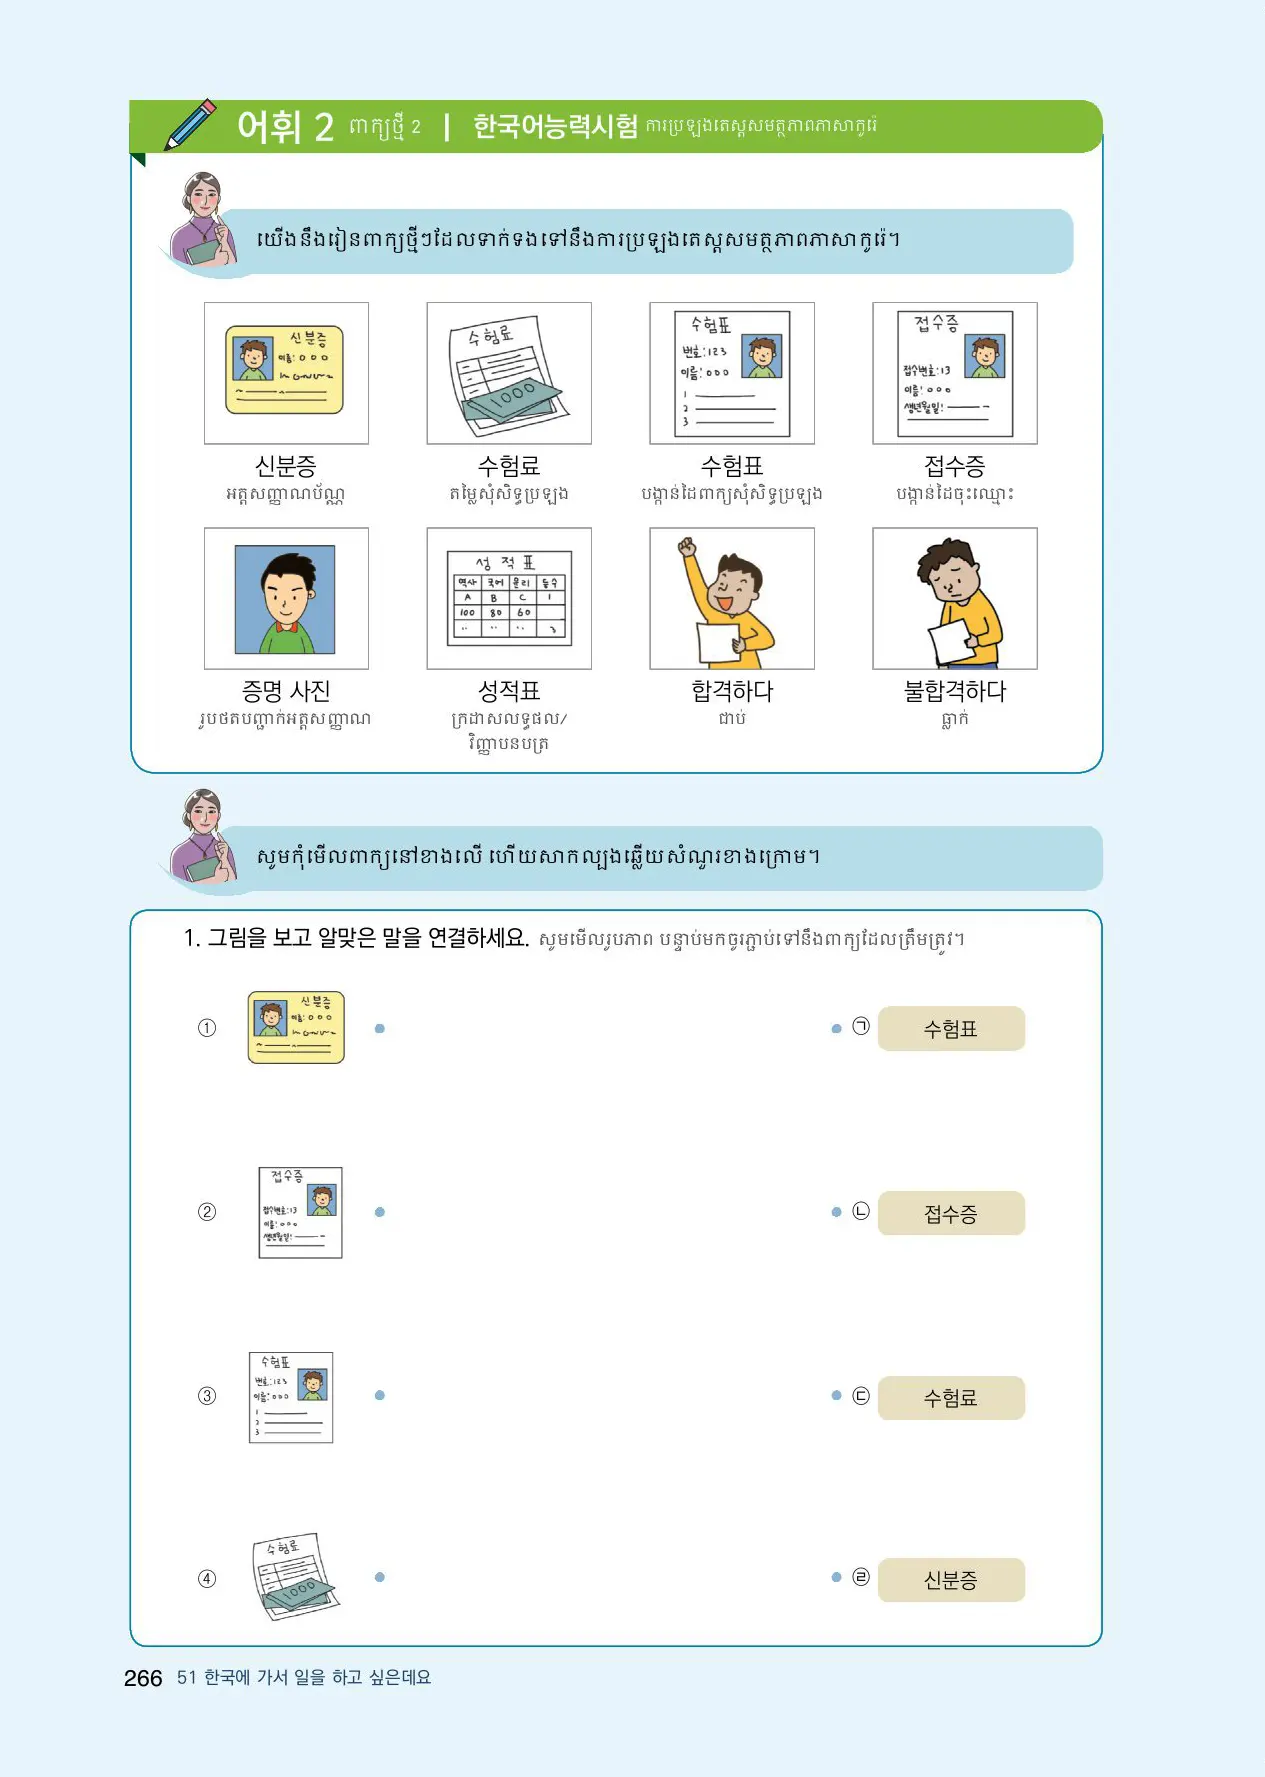 어휘 2 ពាក្យថ្មី 2 | 한국어능력시험 ការប្រឡងតេស្តសមត្ថភាពភាសាកូរ៉េ
យើងនឹងរៀនពាក្យថ្មីៗដែលទាក់ទងទៅនឹងការប្រឡងតេស្តសមត្ថភាពភាសាកូរ៉េ។
신분증
이름: ○ ○ ○
수험료
1000
수험표
번호: 123
이름: ○○○
1
2
3
접수증
접수번호: 13
이름: ○○○
생년월일:
신분증 수험료 수험표 접수증
អត្តសញ្ញាណប័ណ្ណ តម្លៃសុំសិទ្ធប្រឡង បង្កាន់ដៃពាក្យសុំសិទ្ធប្រឡង បង្កាន់ដៃចុះឈ្មោះ
성적표
역사 국어 윤리 등수
A B C 1
100 80 60
3
증명 사진 성적표 합격하다 불합격하다
រូបថតបញ្ជាក់អត្តសញ្ញាណ ក្រដាសលទ្ធផល/ ជាប់ ធ្លាក់
វិញ្ញាបនបត្រ
សូមកុំមើលពាក្យនៅខាងលើ ហើយសាកល្បងឆ្លើយសំណួរខាងក្រោម។
1. 그림을 보고 알맞은 말을 연결하세요. សូមមើលរូបភាព បន្ទាប់មកចូរភ្ជាប់ទៅនឹងពាក្យដែលត្រឹមត្រូវ។
신분증
이름: ○ ○ ○
① ㉠ 수험표
접수증
접수번호: 13
이름: ○○○
생년월일:
② ㉡ 접수증
수험표
번호: 123
이름: ○○○
1
2
3
③ ㉢ 수험료
수험료
1000
④ ㉣ 신분증
266 51 한국에 가서 일을 하고 싶은데요